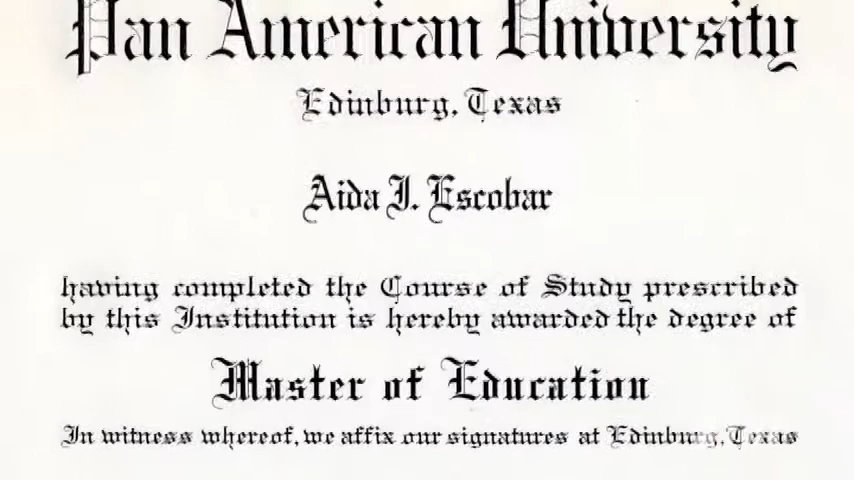 Pan American University
Edinburg, Texas
Aida J. Escobar
having completed the Course of Study prescribed
by this Institution is hereby awarded the degree of
Master of Education
In witness whereof, we affix our signatures at Edinburg, Texas